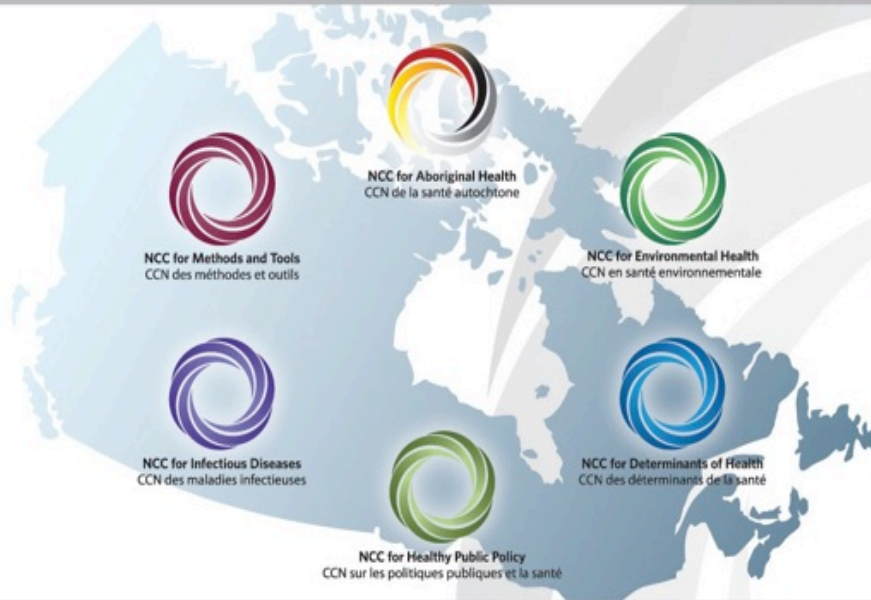 NCC for Aboriginal Health
CCN de la santé autochtone
NCC for Methods and Tools
CCN des méthodes et outils
NCC for Environmental Health
CCN en santé environnementale
NCC for Infectious Diseases
CCN des maladies infectieuses
NCC for Determinants of Health
CCN des déterminants de la santé
NCC for Healthy Public Policy
CCN sur les politiques publiques et la santé